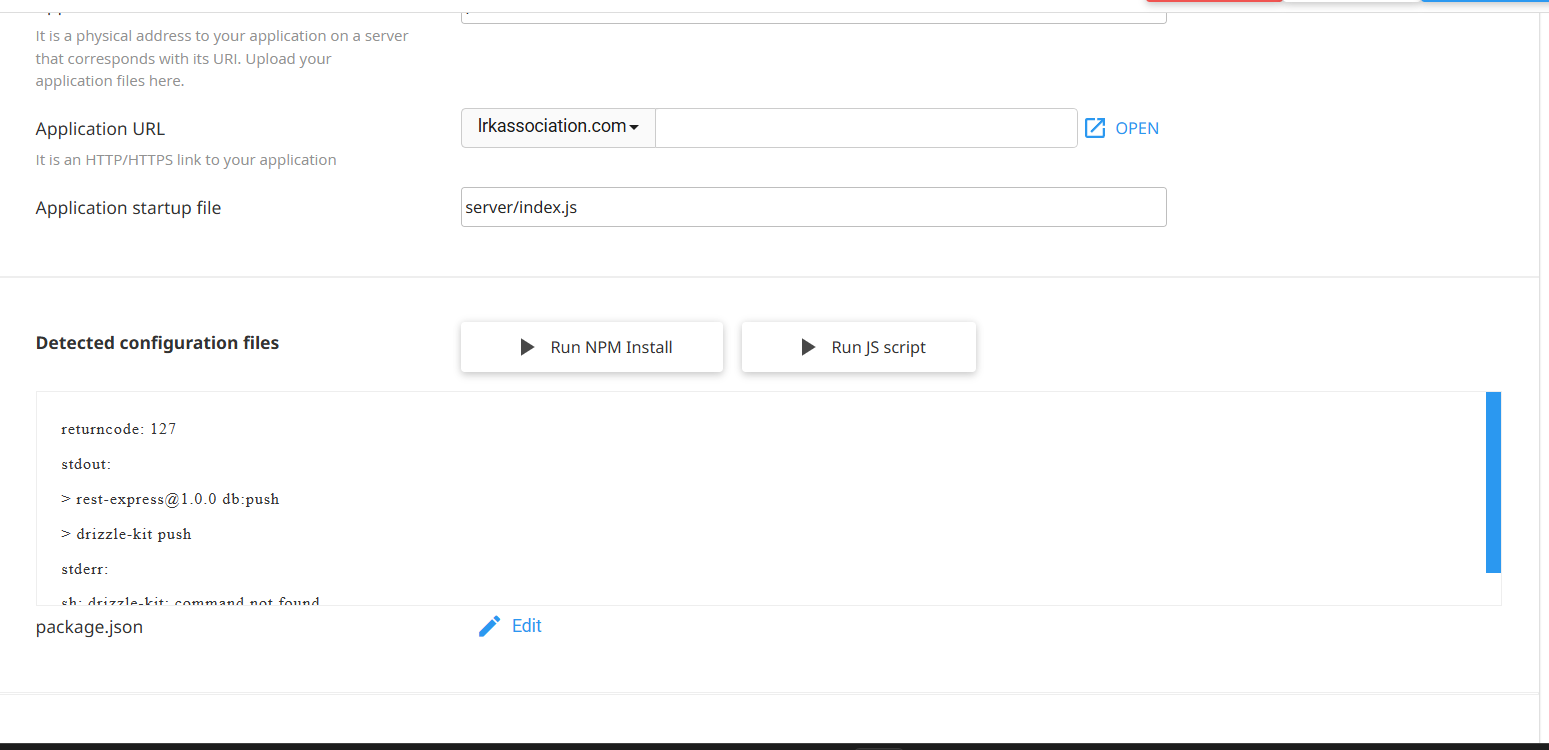 It is a physical address to your application on a server
that corresponds with its URI. Upload your
application files here.
Application URL
lrkassociation.com
OPEN
It is an HTTP/HTTPS link to your application
Application startup file
server/index.js
Detected configuration files
Run NPM Install
Run JS script
returncode: 127
stdout:
> rest-express@1.0.0 db:push
> drizzle-kit push
stderr:
sh: drizzle-kit: command not found
package.json
Edit